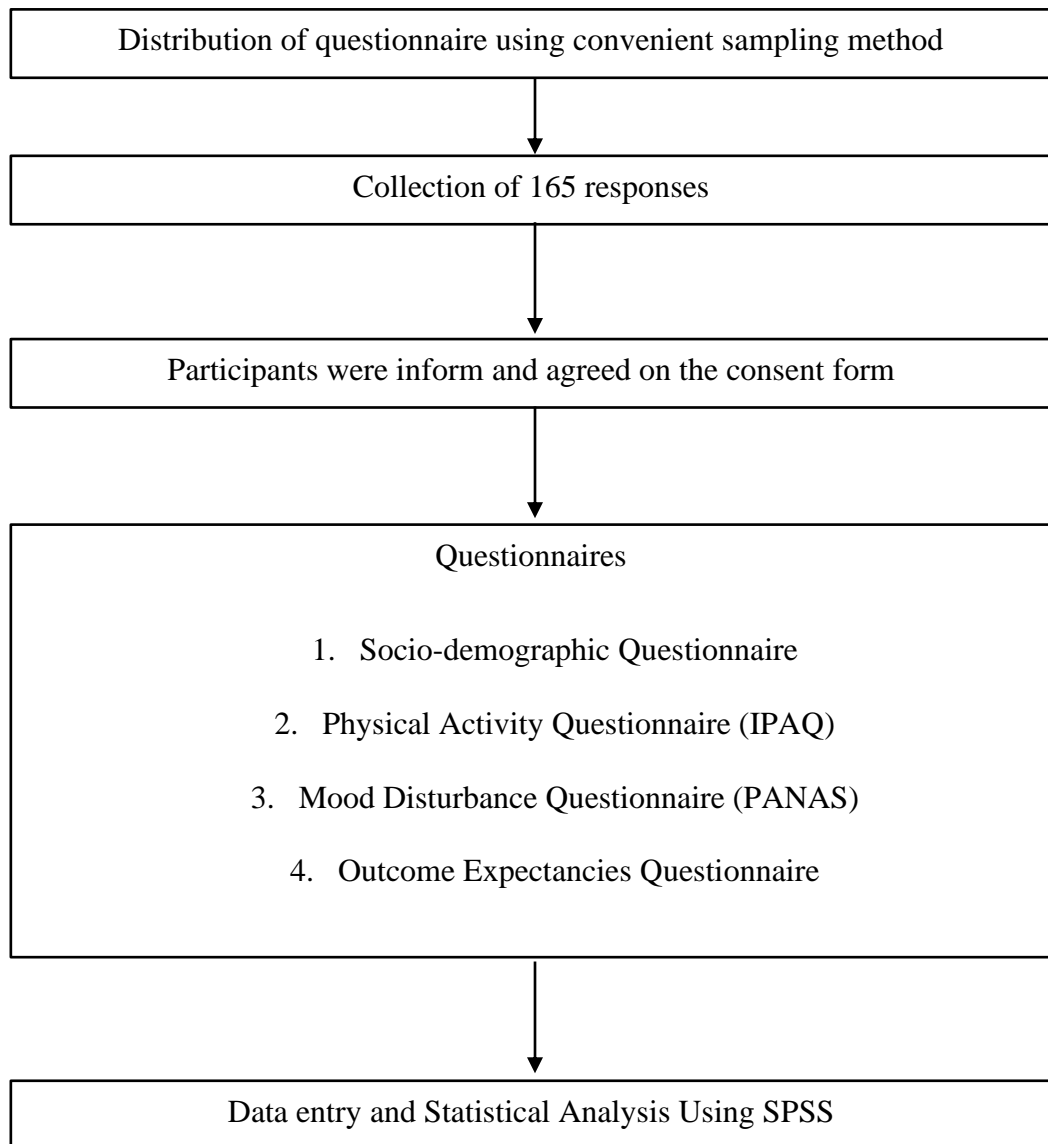 Distribution of questionnaire using convenient sampling method
Collection of 165 responses
Participants were inform and agreed on the consent form
Questionnaires
1. Socio-demographic Questionnaire
2. Physical Activity Questionnaire (IPAQ)
3. Mood Disturbance Questionnaire (PANAS)
4. Outcome Expectancies Questionnaire
Data entry and Statistical Analysis Using SPSS